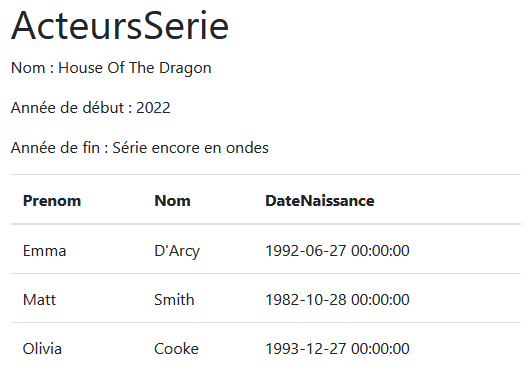 ActeursSerie
Nom : House Of The Dragon
Année de début : 2022
Année de fin : Série encore en ondes
Prenom Nom DateNaissance
Emma D'Arcy 1992-06-27 00:00:00
Matt Smith 1982-10-28 00:00:00
Olivia Cooke 1993-12-27 00:00:00